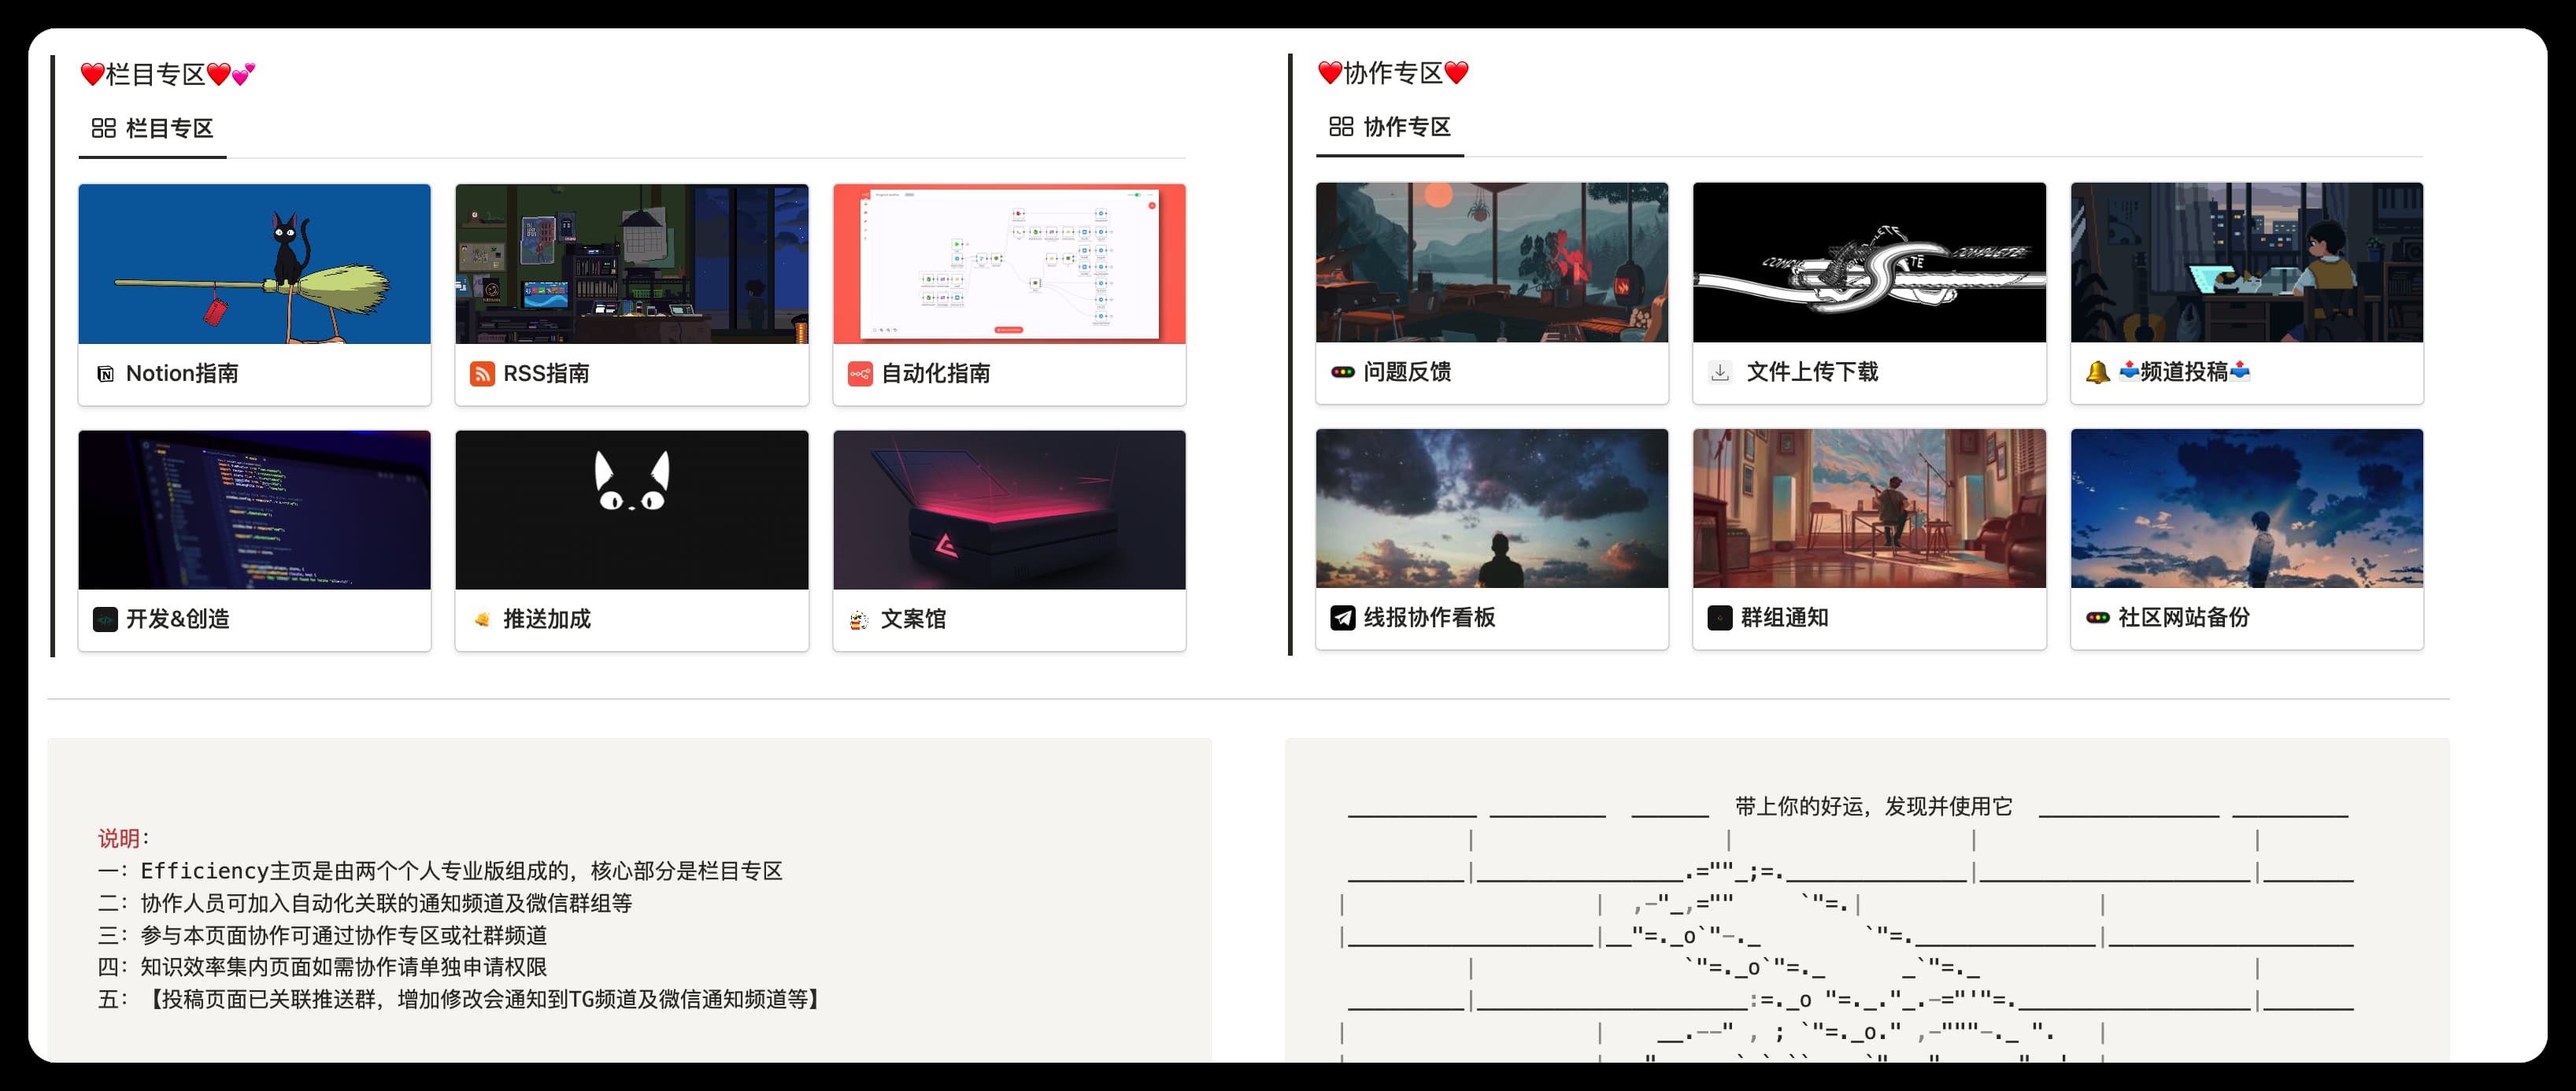 ❤️栏目专区❤️💕
栏目专区
Notion指南
RSS指南
自动化指南
开发&创造
推送加成
文案馆
❤️协作专区❤️
协作专区
COMPLETE
问题反馈
文件上传下载
🔔 📤频道投稿📤
线报协作看板
群组通知
🚥 社区网站备份
说明:
一: Efficiency主页是由两个个人专业版组成的, 核心部分是栏目专区
二: 协作人员可加入自动化关联的通知频道及微信群组等
三: 参与本页面协作可通过协作专区或社群频道
四: 知识效率集内页面如需协作请单独申请权限
五: 【投稿页面已关联推送群, 增加修改会通知到TG频道及微信通知频道等】
带上你的好运, 发现并使用它